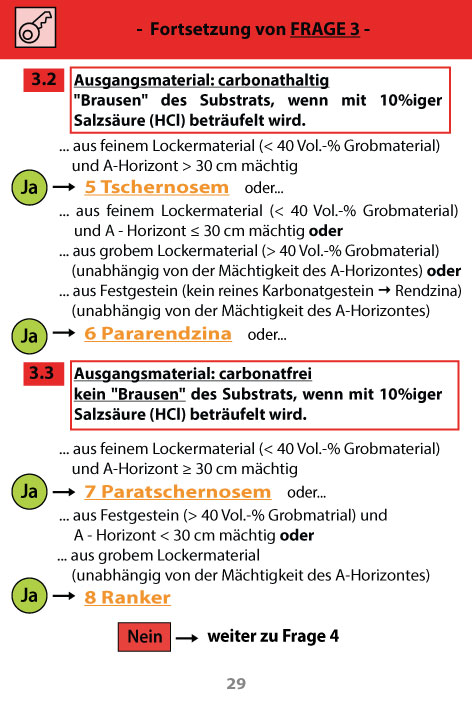 - Fortsetzung von FRAGE 3 -
3.2 Ausgangsmaterial: carbonathaltig
"Brausen" des Substrats, wenn mit 10%iger
Salzsäure (HCl) beträufelt wird.
... aus feinem Lockermaterial (< 40 Vol.-% Grobmaterial)
und A-Horizont > 30 cm mächtig
Ja → 5 Tschernosem oder...
... aus feinem Lockermaterial (< 40 Vol.-% Grobmaterial)
und A - Horizont ≤ 30 cm mächtig oder
... aus grobem Lockermaterial (> 40 Vol.-% Grobmaterial)
(unabhängig von der Mächtigkeit des A-Horizontes) oder
... aus Festgestein (kein reines Karbonatgestein → Rendzina)
(unabhängig von der Mächtigkeit des A-Horizontes)
Ja → 6 Pararendzina oder...
3.3 Ausgangsmaterial: carbonatfrei
kein "Brausen" des Substrats, wenn mit 10%iger
Salzsäure (HCl) beträufelt wird.
... aus feinem Lockermaterial (< 40 Vol.-% Grobmaterial)
und A-Horizont ≥ 30 cm mächtig
Ja → 7 Paratschernosem oder...
... aus Festgestein (> 40 Vol.-% Grobmatrial) und
A - Horizont < 30 cm mächtig oder
... aus grobem Lockermaterial
(unabhängig von der Mächtigkeit des A-Horizontes)
Ja → 8 Ranker
Nein → weiter zu Frage 4
29